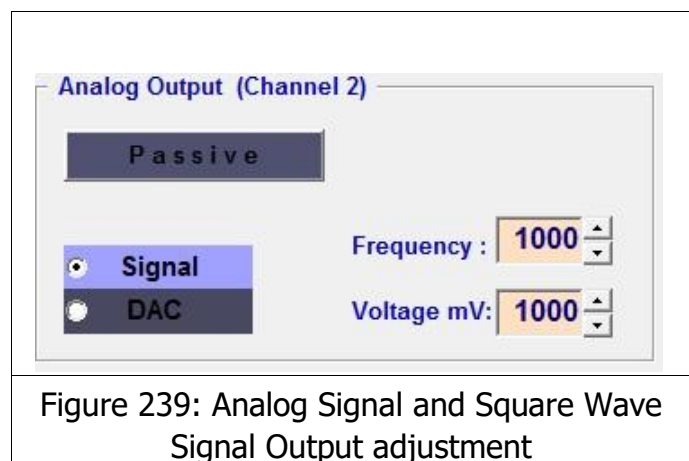 Analog Output (Channel 2)
Passive
Signal
DAC
Frequency : 1000
Voltage mV: 1000
Figure 239: Analog Signal and Square Wave
Signal Output adjustment